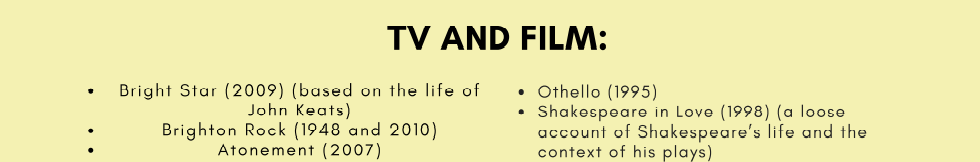 TV AND FILM:
• Bright Star (2009) (based on the life of
John Keats)
• Brighton Rock (1948 and 2010)
• Atonement (2007)
• Othello (1995)
• Shakespeare in Love (1998) (a loose
account of Shakespeare's life and the
context of his plays)